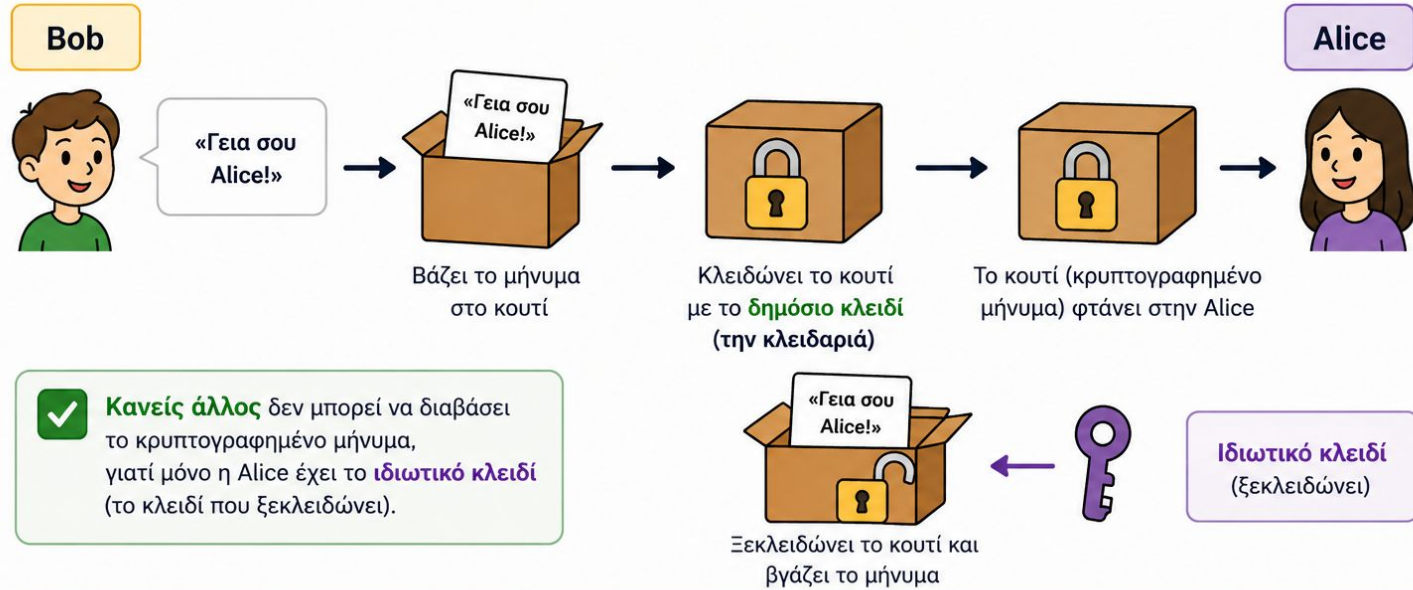 Bob
Alice
«Γεια σου
Alice!»
«Γεια σου
Alice!»
Βάζει το μήνυμα
στο κουτί
Κλειδώνει το κουτί
με το δημόσιο κλειδί
(την κλειδαριά)
Το κουτί (κρυπτογραφημένο
μήνυμα) φτάνει στην Alice
Κανείς άλλος δεν μπορεί να διαβάσει
το κρυπτογραφημένο μήνυμα,
γιατί μόνο η Alice έχει το ιδιωτικό κλειδί
(το κλειδί που ξεκλειδώνει).
«Γεια σου
Alice!»
Ξεκλειδώνει το κουτί και
βγάζει το μήνυμα
Ιδιωτικό κλειδί
(ξεκλειδώνει)